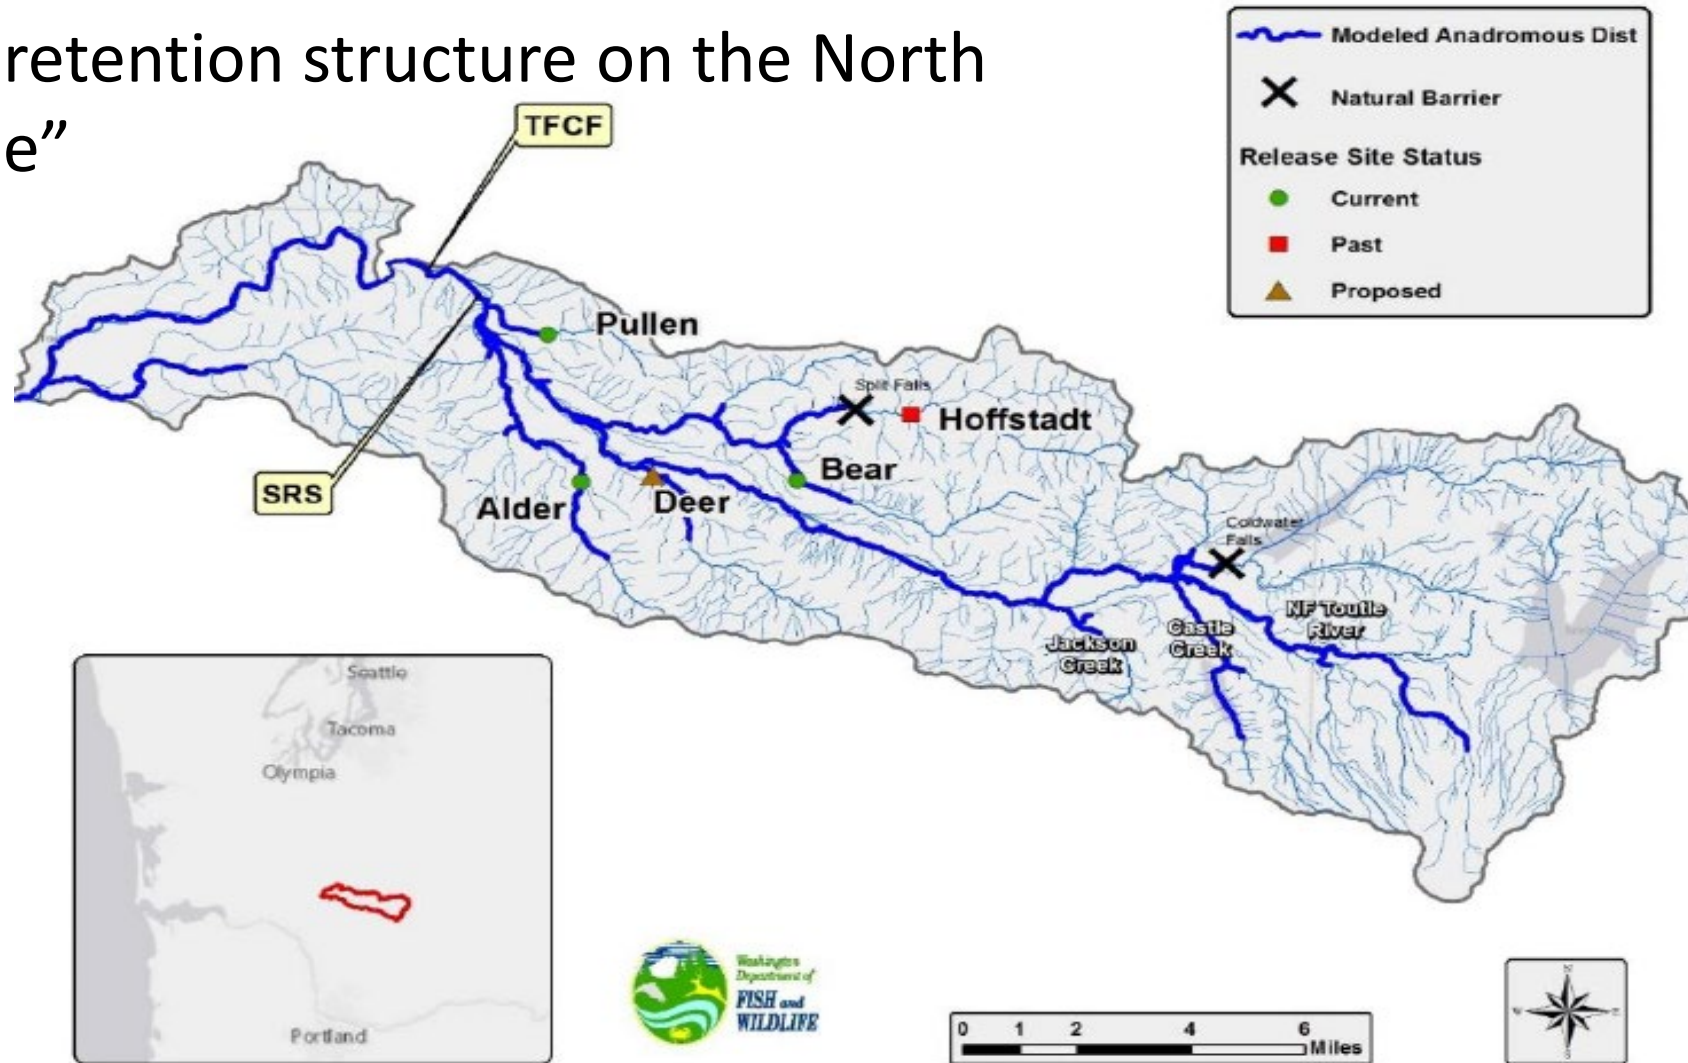 retention structure on the North
e”
TFCF
Modeled Anadromous Dist
Natural Barrier
Release Site Status
Current
Past
Proposed
Pullen
Split Falls
Hoffstadt
Bear
SRS
Alder
Deer
Coldwater
Falls
NF Toutle
River
Castle
Creek
Jackson
Creek
Seattle
Tacoma
Olympia
Portland
Washington
Department of
FISH and
WILDLIFE
0 1 2 4 6
Miles
N
W E
S